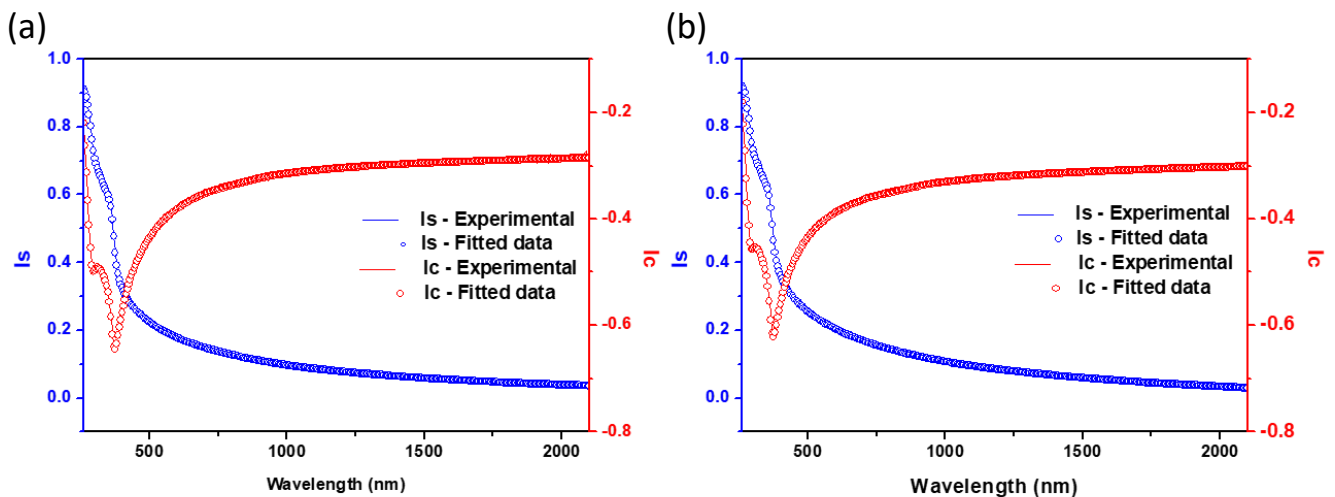 (a)
1.0
0.8
0.6
0.4
0.2
0.0
Is
-0.2
-0.4
-0.6
-0.8
Ic
Is - Experimental
Is - Fitted data
Ic - Experimental
Ic - Fitted data
500 1000 1500 2000
Wavelength (nm)
(b)
1.0
0.8
0.6
0.4
0.2
0.0
Is
-0.2
-0.4
-0.6
-0.8
Ic
Is - Experimental
Is - Fitted data
Ic - Experimental
Ic - Fitted data
500 1000 1500 2000
Wavelength (nm)